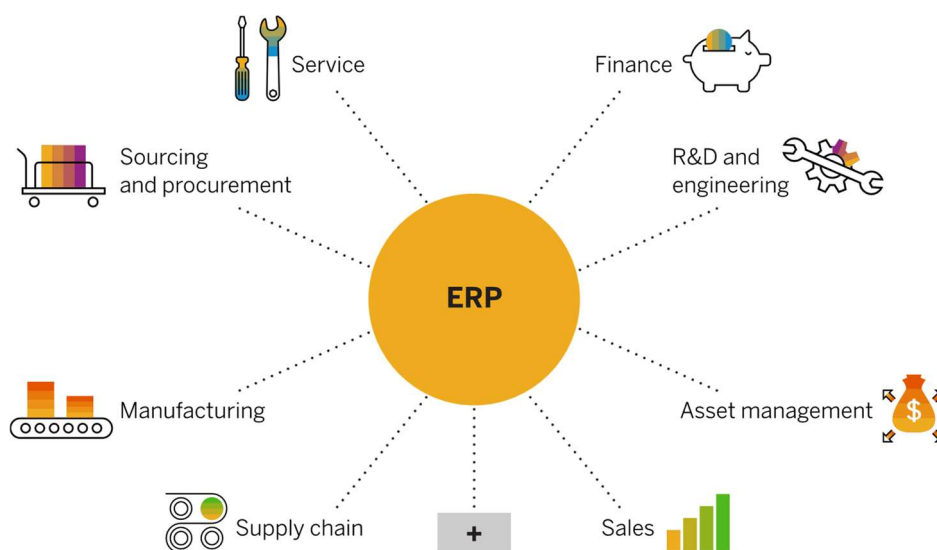 Service
Finance
Sourcing
and procurement
R&D and
engineering
ERP
Manufacturing
Asset management
$
Supply chain
+
Sales